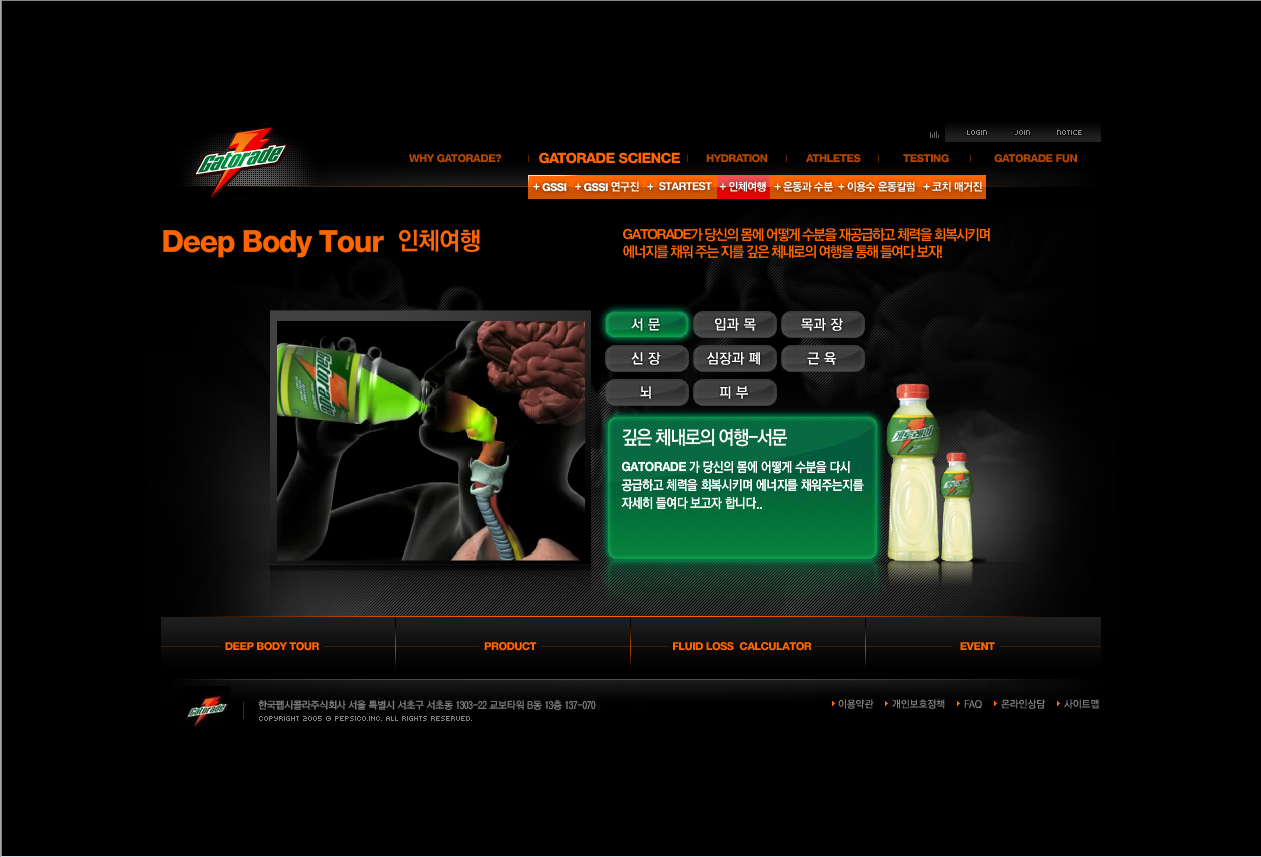 LOGIN JOIN NOTICE
Gatorade
WHY GATORADE? GATORADE SCIENCE HYDRATION ATHLETES TESTING GATORADE FUN
+ GSSI + GSSI 연구진 + STARTEST + 인체여행 + 운동과 수분 + 이용수 운동칼럼 + 코치 매거진
Deep Body Tour 인체여행
GATORADE가 당신의 몸에 어떻게 수분을 재공급하고 체력을 회복시키며
에너지를 채워 주는 지를 깊은 체내로의 여행을 통해 들여다 보자!
서 문 입과 목 목과 장
신 장 심장과 폐 근 육
뇌 피 부
Gatorade
게토레이
깊은 체내로의 여행-서문
GATORADE 가 당신의 몸에 어떻게 수분을 다시
공급하고 체력을 회복시키며 에너지를 채워주는지를
자세히 들여다 보고자 합니다..
DEEP BODY TOUR PRODUCT FLUID LOSS CALCULATOR EVENT
Gatorade
한국펩시콜라주식회사 서울 특별시 서초구 서초동 1303-22 교보타워 B동 13층 137-070
COPYRIGHT 2005 @ PEPSICO.INC. ALL RIGHTS RESERVED.
이용약관 개인보호정책 FAQ 온라인상담 사이트맵